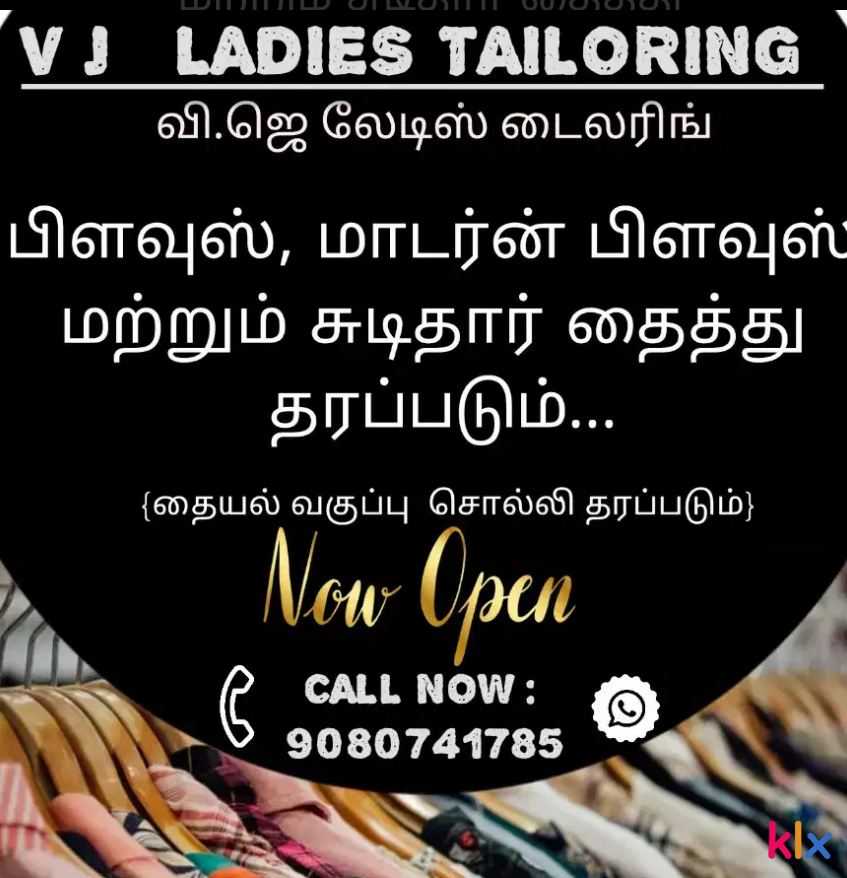 மற்றும் சுடிதார் தைத்து
V J LADIES TAILORING
வி.ஜெ லேடிஸ் டைலரிங்
பிளவுஸ், மாடர்ன் பிளவுஸ்
மற்றும் சுடிதார் தைத்து
தரப்படும்...
{தையல் வகுப்பு சொல்லி தரப்படும்}
Now Open
CALL NOW :
9080741785
klx